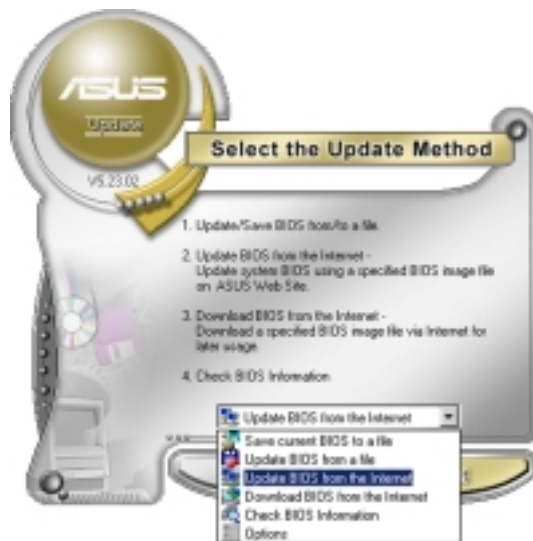 ASUS
Update
V5.23.02
Select the Update Method
1. Update/Save BIOS from/to a file.
2. Update BIOS from the Internet -
Update system BIOS using a specified BIOS image file
on ASUS Web Site.
3. Download BIOS from the Internet -
Download a specified BIOS image file via Internet for
later usage.
4. Check BIOS Information
Update BIOS from the Internet
Save current BIOS to a file
Update BIOS from a file
Update BIOS from the Internet
Download BIOS from the Internet
Check BIOS Information
Options